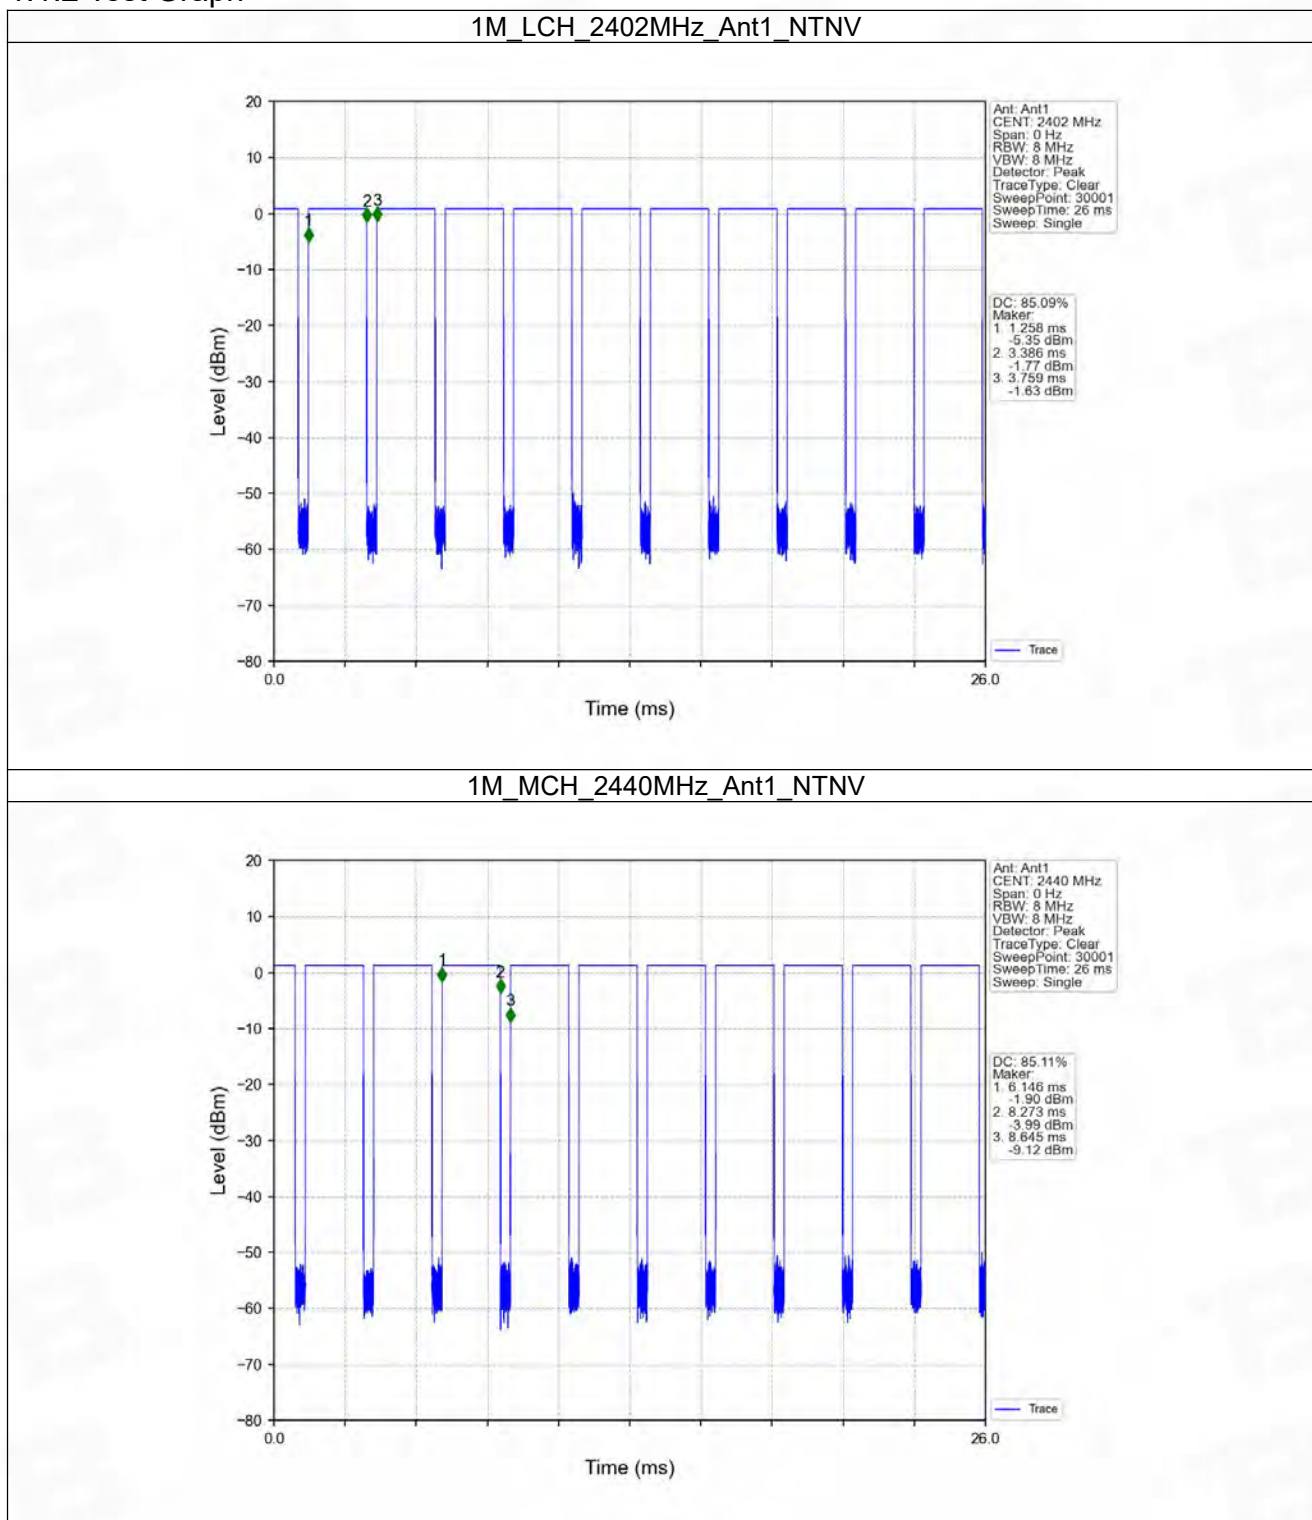 1M_LCH_2402MHz_Ant1_NTNV
20
10
0
−10
−20
−30
−40
−50
−60
−70
−80
Level (dBm)
1
2
3
0.0
26.0
Time (ms)
Ant: Ant1
CENT: 2402 MHz
Span: 0 Hz
RBW: 8 MHz
VBW: 8 MHz
Detector: Peak
TraceType: Clear
SweepPoint: 30001
SweepTime: 26 ms
Sweep: Single
DC: 85.09%
Maker:
1. 1.258 ms
-5.35 dBm
2. 3.386 ms
-1.77 dBm
3. 3.759 ms
-1.63 dBm
Trace
1M_MCH_2440MHz_Ant1_NTNV
20
10
0
−10
−20
−30
−40
−50
−60
−70
−80
Level (dBm)
1
2
3
0.0
26.0
Time (ms)
Ant: Ant1
CENT: 2440 MHz
Span: 0 Hz
RBW: 8 MHz
VBW: 8 MHz
Detector: Peak
TraceType: Clear
SweepPoint: 30001
SweepTime: 26 ms
Sweep: Single
DC: 85.11%
Maker:
1. 6.146 ms
-1.90 dBm
2. 8.273 ms
-3.99 dBm
3. 8.645 ms
-9.12 dBm
Trace